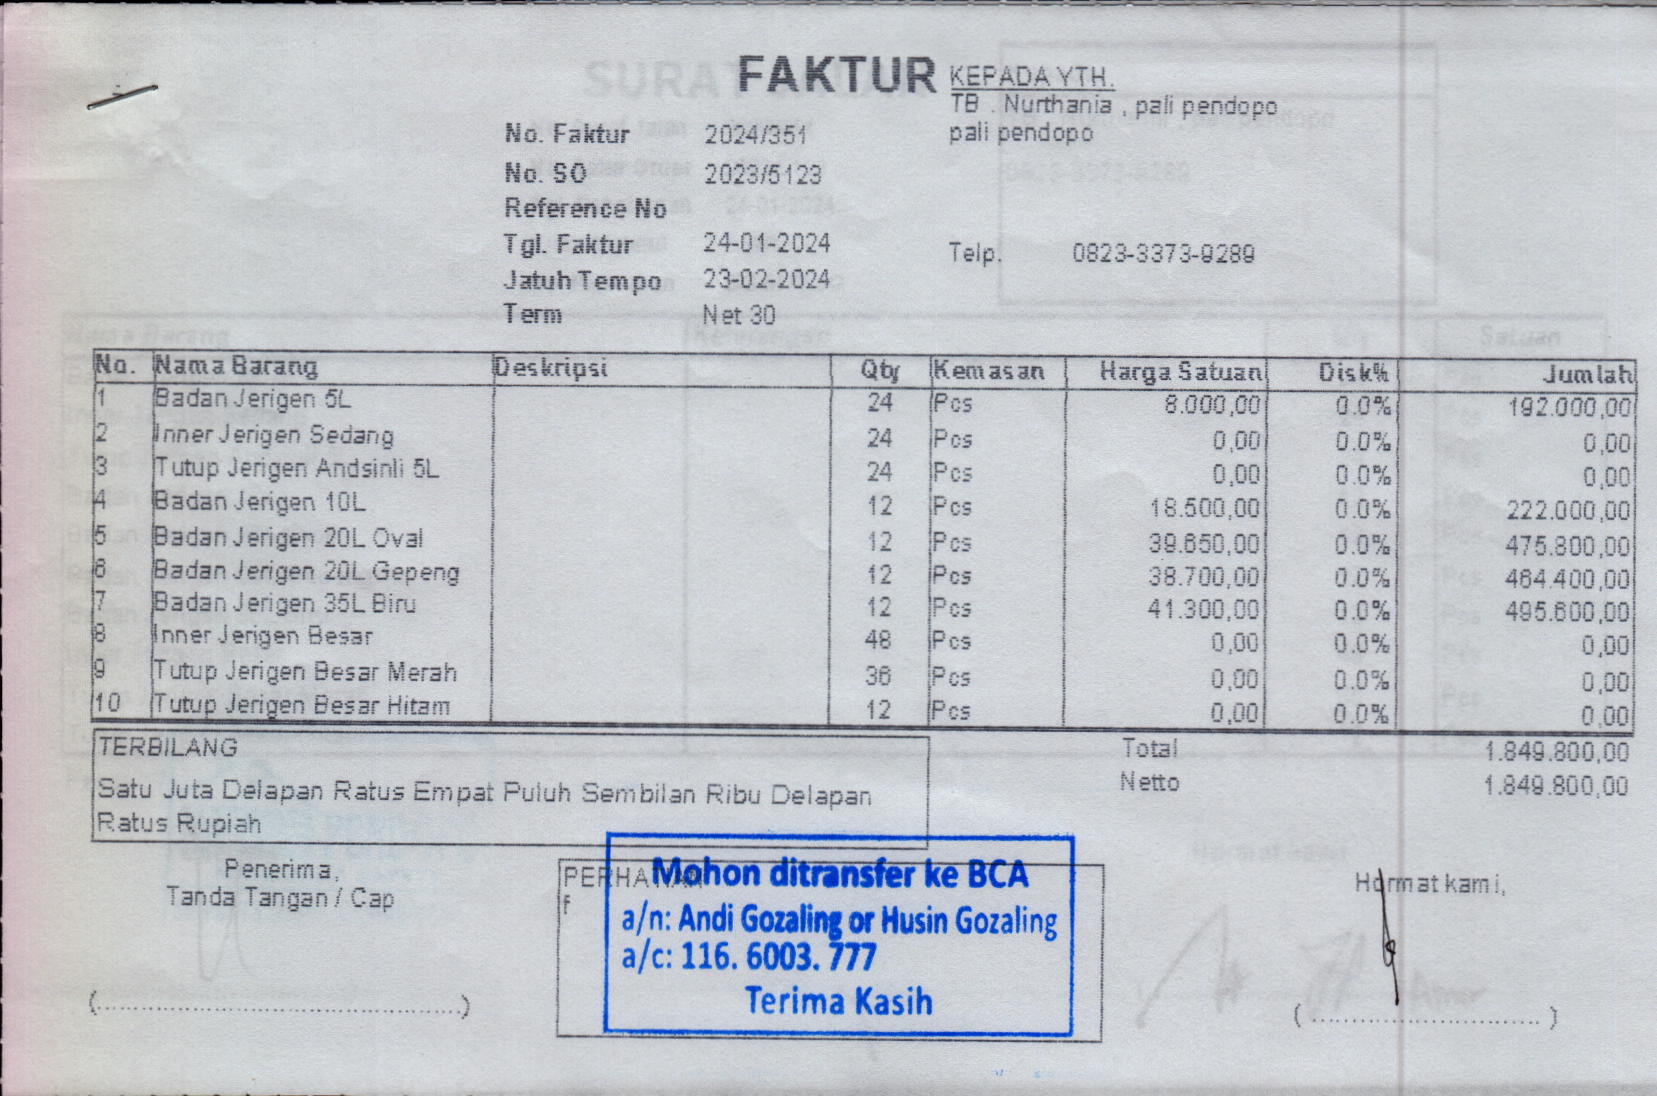 FAKTUR
KEPADA YTH.
TB . Nurthania , pali pendopo
pali pendopo
No. Faktur 2024/351
No. SO 2023/5123
Reference No
Tgl. Faktur 24-01-2024
Telp. 0823-3373-9289
Jatuh Tempo 23-02-2024
Term Net 30
No. Nama Barang Deskripsi Qty Kemasan Harga Satuan Disk% Jumlah
1 Badan Jerigen 5L 24 Pcs 8.000,00 0.0% 192.000,00
2 Inner Jerigen Sedang 24 Pcs 0,00 0.0% 0,00
3 Tutup Jerigen Andsinli 5L 24 Pcs 0,00 0.0% 0,00
4 Badan Jerigen 10L 12 Pcs 18.500,00 0.0% 222.000,00
5 Badan Jerigen 20L Oval 12 Pcs 39.650,00 0.0% 475.800,00
6 Badan Jerigen 20L Gepeng 12 Pcs 38.700,00 0.0% 464.400,00
7 Badan Jerigen 35L Biru 12 Pcs 41.300,00 0.0% 495.600,00
8 Inner Jerigen Besar 48 Pcs 0,00 0.0% 0,00
9 Tutup Jerigen Besar Merah 36 Pcs 0,00 0.0% 0,00
10 Tutup Jerigen Besar Hitam 12 Pcs 0,00 0.0% 0,00
TERBILANG
Satu Juta Delapan Ratus Empat Puluh Sembilan Ribu Delapan
Ratus Rupiah
Total 1.849.800,00
Netto 1.849.800,00
Penerima,
Tanda Tangan / Cap
Mohon ditransfer ke BCA
a/n: Andi Gozaling or Husin Gozaling
a/c: 116. 6003. 777
Terima Kasih
Hormat kami,